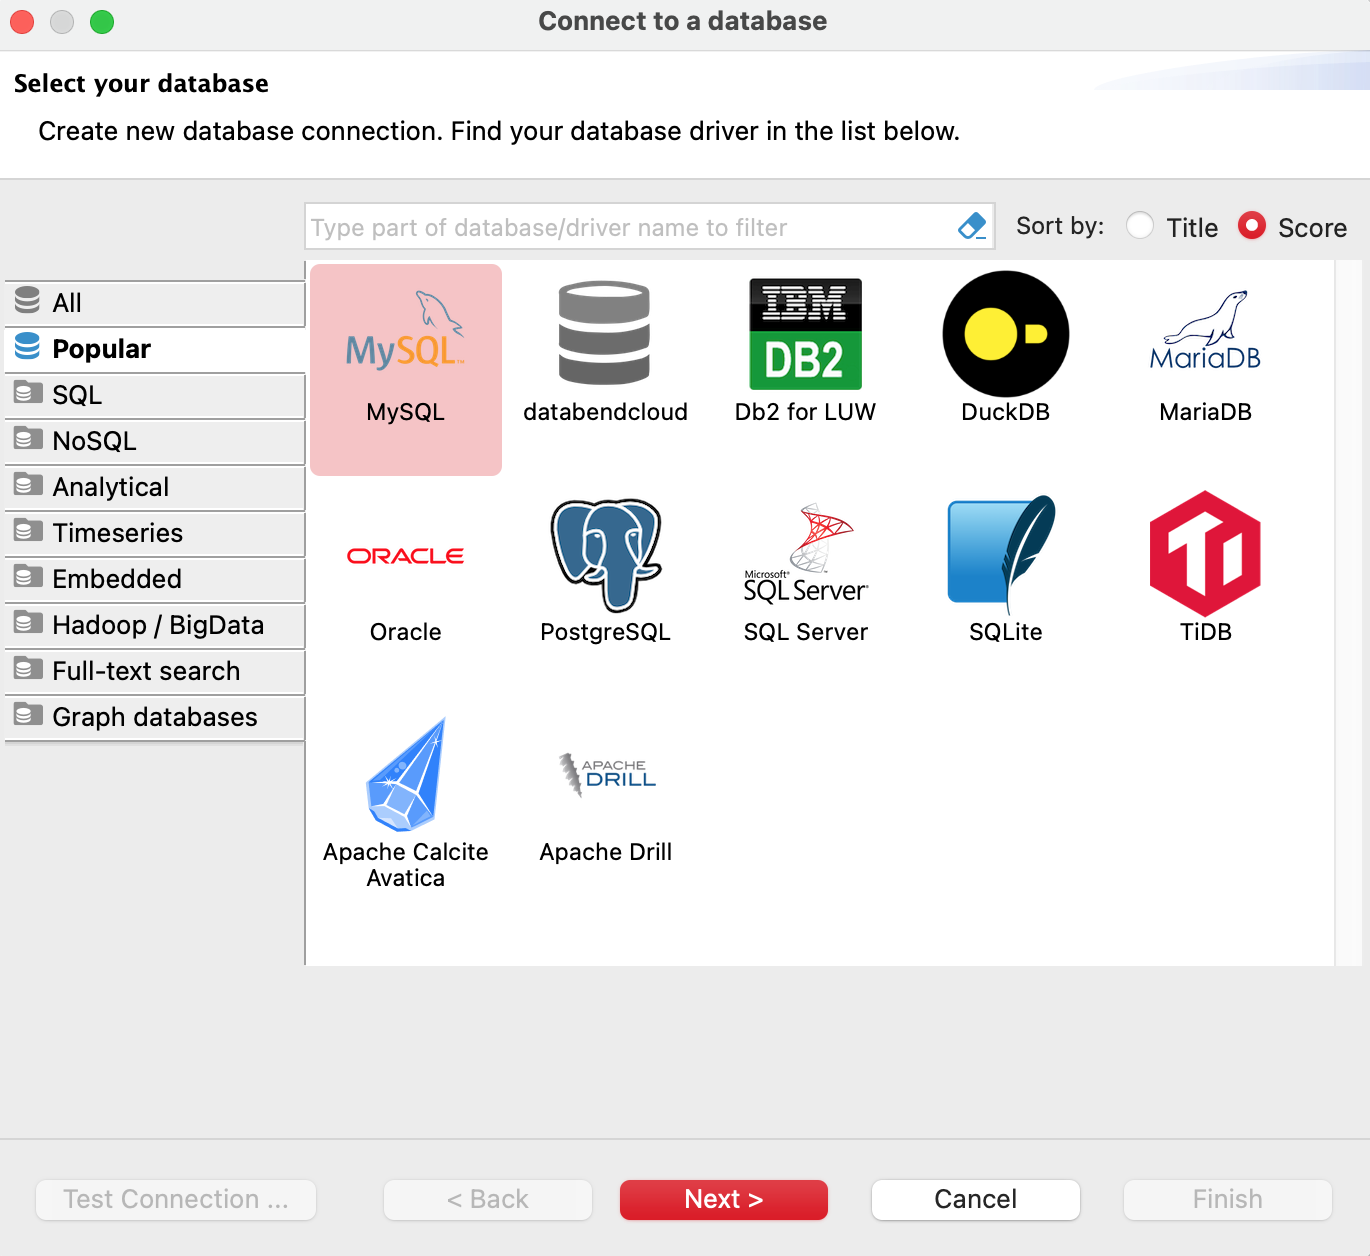 Connect to a database
Select your database
Create new database connection. Find your database driver in the list below.
Type part of database/driver name to filter
Sort by:
Title
Score
All
Popular
SQL
NoSQL
Analytical
Timeseries
Embedded
Hadoop / BigData
Full-text search
Graph databases
MySQL™
MySQL
databendcloud
IBM
DB2
Db2 for LUW
DuckDB
MariaDB
MariaDB
ORACLE
Oracle
PostgreSQL
Microsoft®
SQL Server®
SQL Server
SQLite
Ti
TiDB
Apache Calcite
Avatica
APACHE
DRILL
Apache Drill
Test Connection ...
< Back
Next >
Cancel
Finish